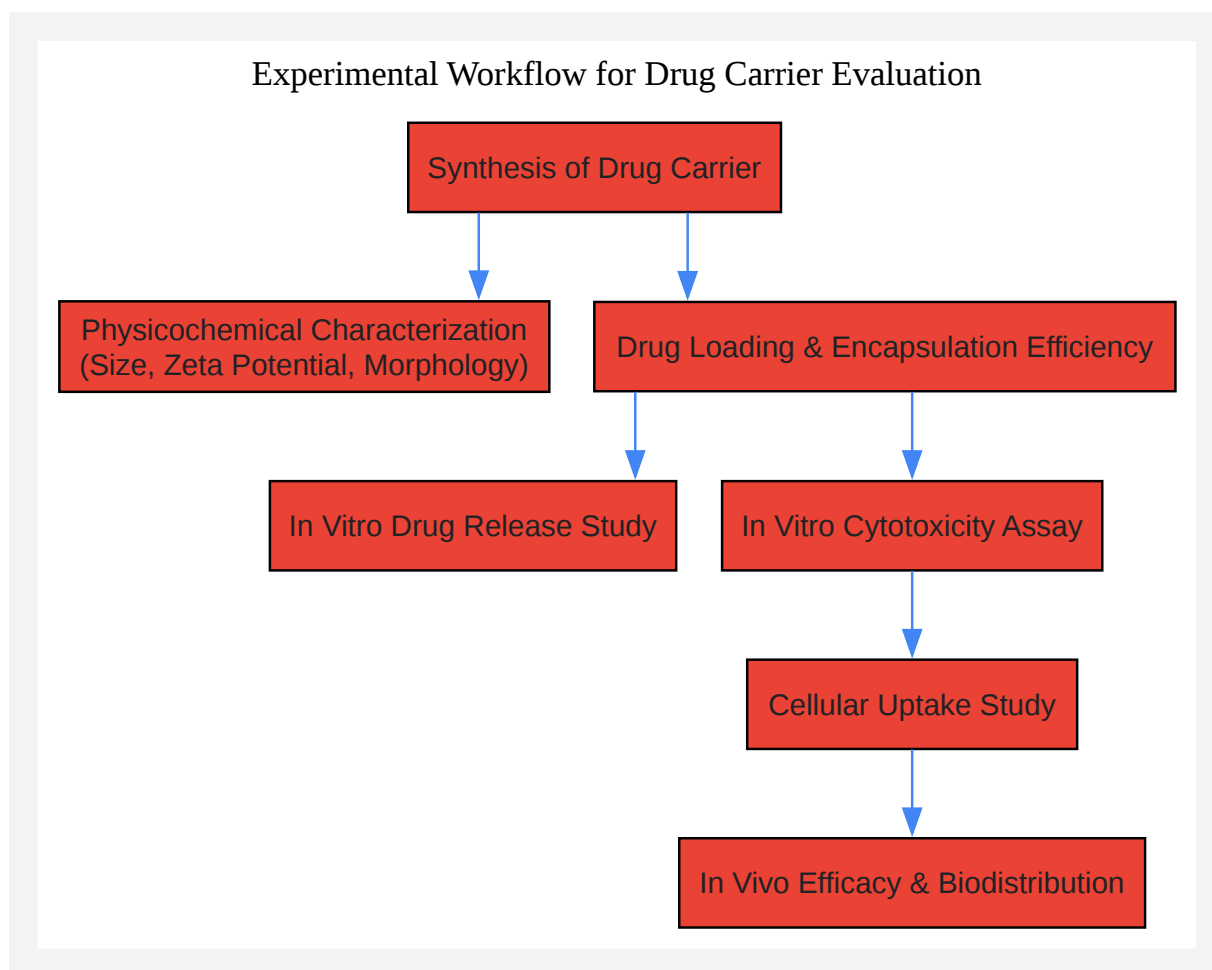 Experimental Workflow for Drug Carrier Evaluation
Synthesis of Drug Carrier
Physicochemical Characterization
(Size, Zeta Potential, Morphology)
Drug Loading & Encapsulation Efficiency
In Vitro Drug Release Study
In Vitro Cytotoxicity Assay
Cellular Uptake Study
In Vivo Efficacy & Biodistribution